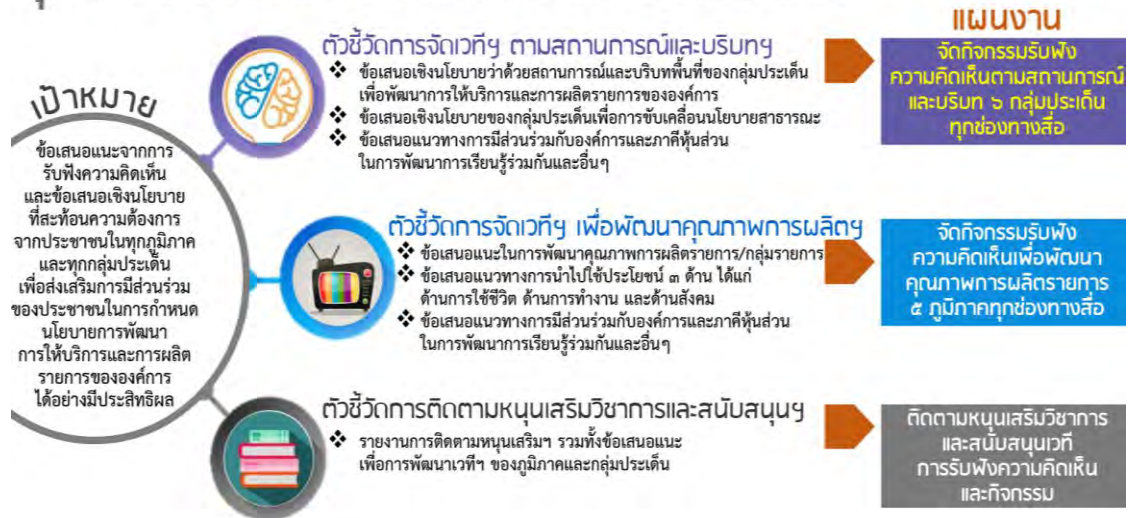 เป้าหมาย
ข้อเสนอแนะจากการ
รับฟังความคิดเห็น
และข้อเสนอเชิงนโยบาย
ที่สะท้อนความต้องการ
จากประชาชนในทุกภูมิภาค
และทุกกลุ่มประเด็น
เพื่อส่งเสริมการมีส่วนร่วม
ของประชาชนในการกำหนด
นโยบายการพัฒนา
การให้บริการและการผลิต
รายการขององค์การ
ได้อย่างมีประสิทธิผล
ตัวชี้วัดการจัดเวทีฯ ตามสถานการณ์และบริบทฯ
❖ ข้อเสนอเชิงนโยบายว่าด้วยสถานการณ์และบริบทพื้นที่ของกลุ่มประเด็น
เพื่อพัฒนาการให้บริการและการผลิตรายการขององค์การ
❖ ข้อเสนอเชิงนโยบายของกลุ่มประเด็นเพื่อการขับเคลื่อนนโยบายสาธารณะ
❖ ข้อเสนอแนวทางการมีส่วนร่วมกับองค์การและภาคีหุ้นส่วน
ในการพัฒนาการเรียนรู้ร่วมกันและอื่นๆ
แผนงาน
จัดกิจกรรมรับฟัง
ความคิดเห็นตามสถานการณ์
และบริบท ๖ กลุ่มประเด็น
ทุกช่องทางสื่อ
ตัวชี้วัดการจัดเวทีฯ เพื่อพัฒนาคุณภาพการผลิตฯ
❖ ข้อเสนอแนะในการพัฒนาคุณภาพการผลิตรายการ/กลุ่มรายการ
❖ ข้อเสนอแนวทางการนำไปใช้ประโยชน์ ๓ ด้าน ได้แก่
ด้านการใช้ชีวิต ด้านการทำงาน และด้านสังคม
❖ ข้อเสนอแนวทางการมีส่วนร่วมกับองค์การและภาคีหุ้นส่วน
ในการพัฒนาการเรียนรู้ร่วมกันและอื่นๆ
จัดกิจกรรมรับฟัง
ความคิดเห็นเพื่อพัฒนา
คุณภาพการผลิตรายการ
๕ ภูมิภาคทุกช่องทางสื่อ
ตัวชี้วัดการติดตามหนุนเสริมวิชาการและสนับสนุนฯ
❖ รายงานการติดตามหนุนเสริมฯ รวมทั้งข้อเสนอแนะ
เพื่อการพัฒนาเวทีฯ ของภูมิภาคและกลุ่มประเด็น
ติดตามหนุนเสริมวิชาการ
และสนับสนุนเวที
การรับฟังความคิดเห็น
และกิจกรรม